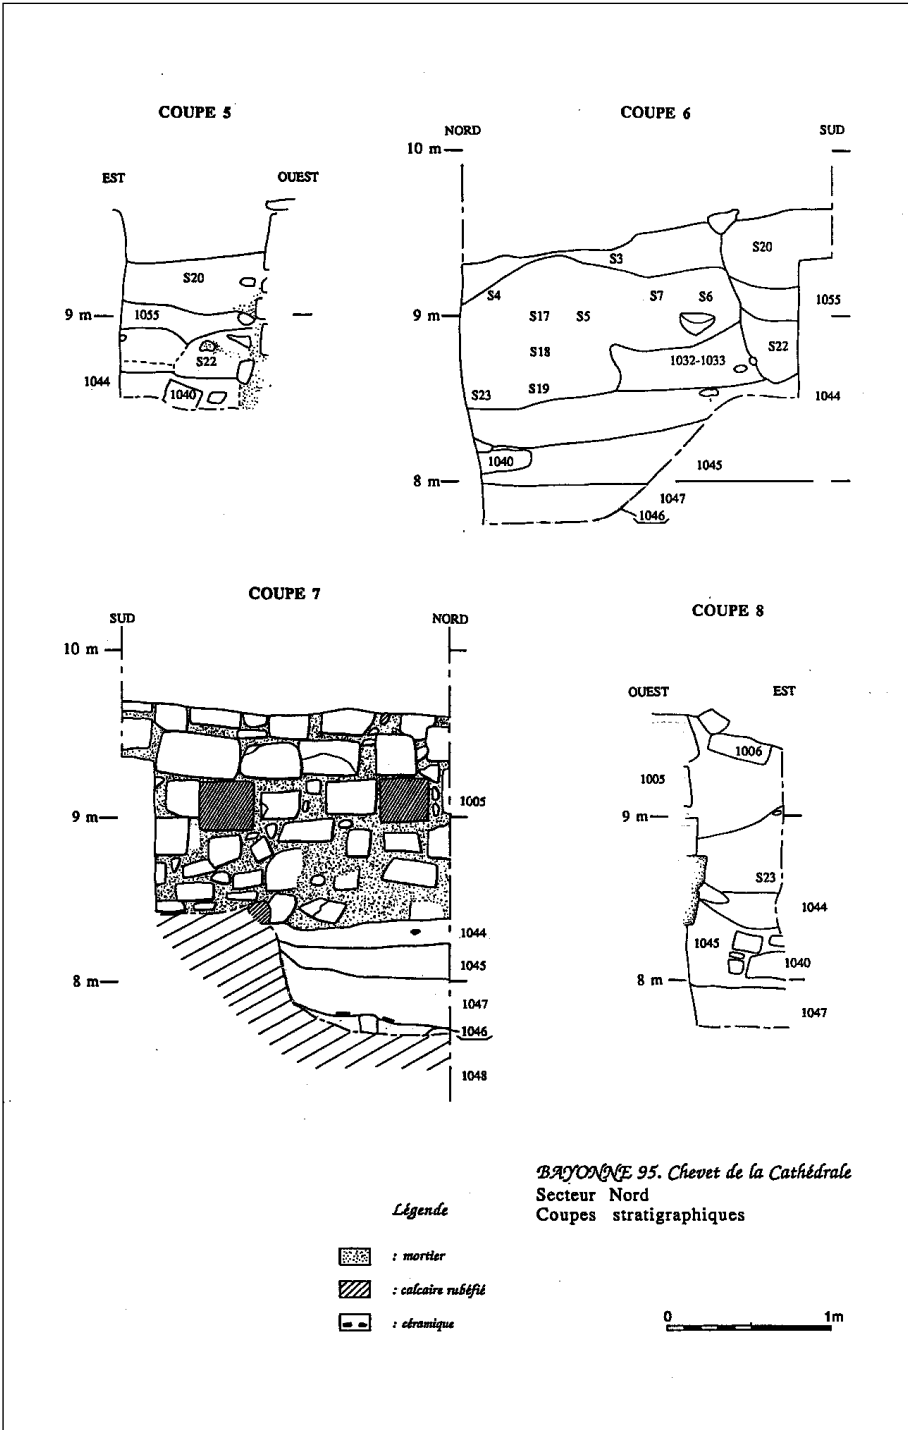 COUPE 5
EST
OUEST
S20
9 m
1055
S22
1044
1040
COUPE 6
NORD
SUD
10 m
S20
S3
S4
S7
S6
1055
9 m
S17
S5
S22
S18
1032-1033
S23
S19
1044
1040
1045
8 m
1047
1046
COUPE 7
SUD
NORD
10 m
1005
9 m
1044
1045
8 m
1047
1046
1048
COUPE 8
OUEST
EST
1006
1005
9 m
S23
1044
1045
1040
8 m
1047
BAYONNE 95. Chevet de la Cathédrale
Secteur Nord
Coupes stratigraphiques
Légende
: mortier
: calcaire rubéfié
: céramique
0 1m